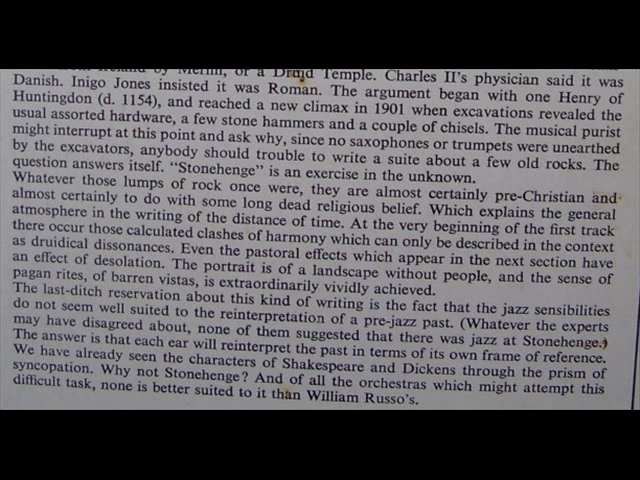 from Ireland by Merlin, or a Druid Temple. Charles II's physician said it was
Danish. Inigo Jones insisted it was Roman. The argument began with one Henry of
Huntingdon (d. 1154), and reached a new climax in 1901 when excavations revealed the
usual assorted hardware, a few stone hammers and a couple of chisels. The musical purist
might interrupt at this point and ask why, since no saxophones or trumpets were unearthed
by the excavators, anybody should trouble to write a suite about a few old rocks. The
question answers itself. "Stonehenge" is an exercise in the unknown.
Whatever those lumps of rock once were, they are almost certainly pre-Christian and
almost certainly to do with some long dead religious belief. Which explains the general
atmosphere in the writing of the distance of time. At the very beginning of the first track
there occur those calculated clashes of harmony which can only be described in the context
as druidical dissonances. Even the pastoral effects which appear in the next section have
an effect of desolation. The portrait is of a landscape without people, and the sense of
pagan rites, of barren vistas, is extraordinarily vividly achieved.
The last-ditch reservation about this kind of writing is the fact that the jazz sensibilities
do not seem well suited to the reinterpretation of a pre-jazz past. (Whatever the experts
may have disagreed about, none of them suggested that there was jazz at Stonehenge.)
The answer is that each ear will reinterpret the past in terms of its own frame of reference.
We have already seen the characters of Shakespeare and Dickens through the prism of
syncopation. Why not Stonehenge? And of all the orchestras which might attempt this
difficult task, none is better suited to it than William Russo's.